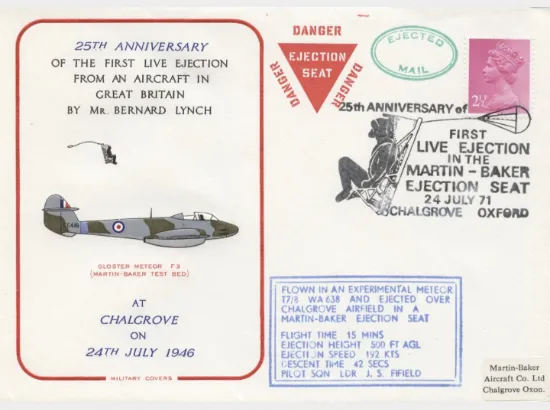 25TH ANNIVERSARY
OF THE FIRST LIVE EJECTION
FROM AN AIRCRAFT IN
GREAT BRITAIN
BY MR. BERNARD LYNCH
GLOSTER METEOR F3
(MARTIN-BAKER TEST BED)
AT
CHALGROVE
ON
24TH JULY 1946
MILITARY COVERS
DANGER
EJECTION
SEAT
DANGER
DANGER
EJECTED
MAIL
25th ANNIVERSARY of
FIRST
LIVE EJECTION
IN THE
MARTIN - BAKER
EJECTION SEAT
24 JULY 71
CHALGROVE OXFORD
FLOWN IN AN EXPERIMENTAL METEOR
T7/8 WA 638 AND EJECTED OVER
CHALGROVE AIRFIELD IN A
MARTIN-BAKER EJECTION SEAT
FLIGHT TIME 15 MINS
EJECTION HEIGHT 500 FT AGL
EJECTION SPEED 192 KTS
DESCENT TIME 42 SECS
PILOT SQN LDR J. S. FIFIELD
Martin-Baker
Aircraft Co. Ltd
Chalgrove Oxon.